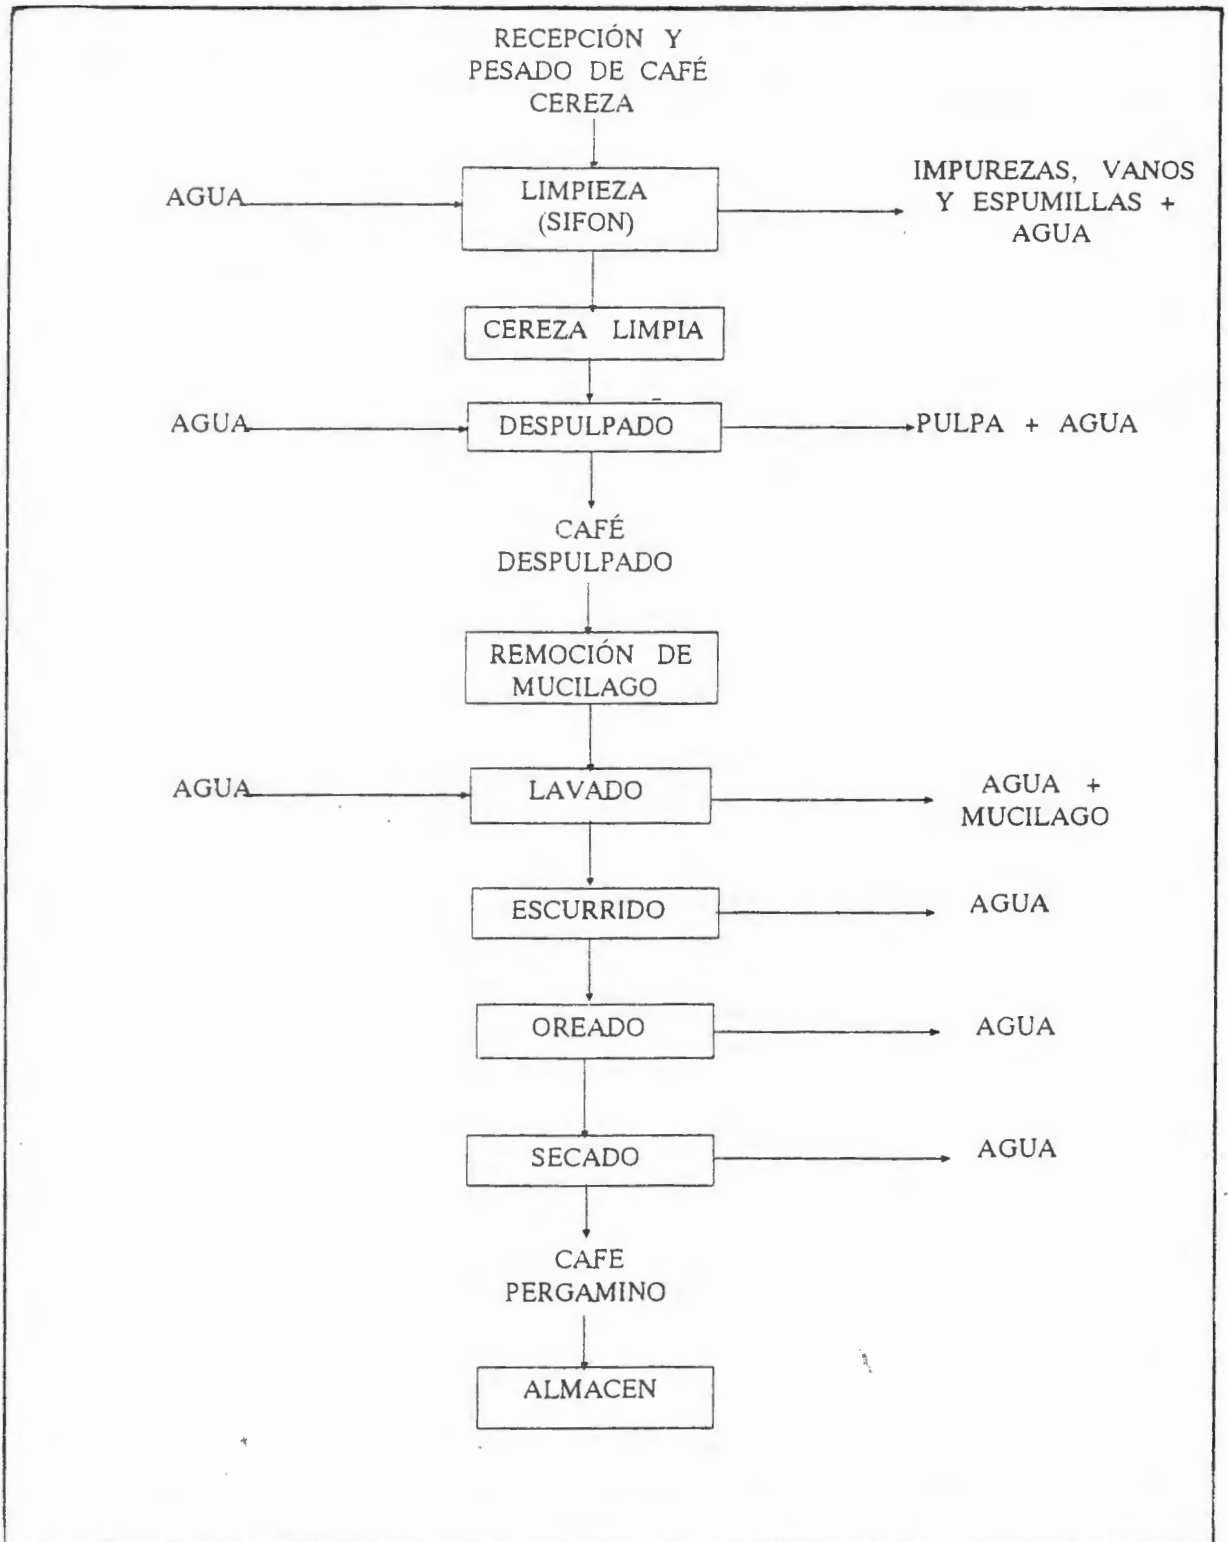 RECEPCIÓN Y
PESADO DE CAFÉ
CEREZA
AGUA
LIMPIEZA
(SIFON)
IMPUREZAS, VANOS
Y ESPUMILLAS +
AGUA
CEREZA LIMPIA
AGUA
DESPULPADO
PULPA + AGUA
CAFÉ
DESPULPADO
REMOCIÓN DE
MUCILAGO
AGUA
LAVADO
AGUA +
MUCILAGO
ESCURRIDO
AGUA
OREADO
AGUA
SECADO
AGUA
CAFE
PERGAMINO
ALMACEN